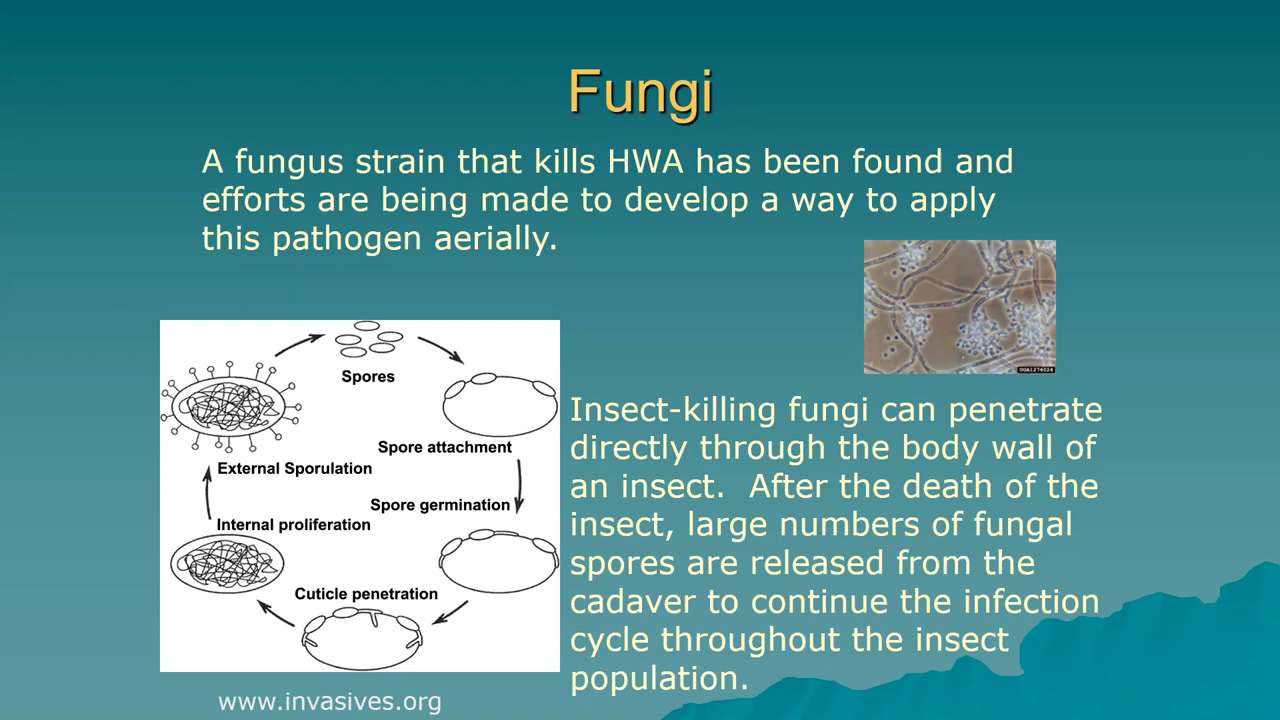 Fungi
A fungus strain that kills HWA has been found and
efforts are being made to develop a way to apply
this pathogen aerially.
UGA1276024
Spores
Spore attachment
External Sporulation
Spore germination
Internal proliferation
Cuticle penetration
Insect-killing fungi can penetrate
directly through the body wall of
an insect.  After the death of the
insect, large numbers of fungal
spores are released from the
cadaver to continue the infection
cycle throughout the insect
population.
www.invasives.org